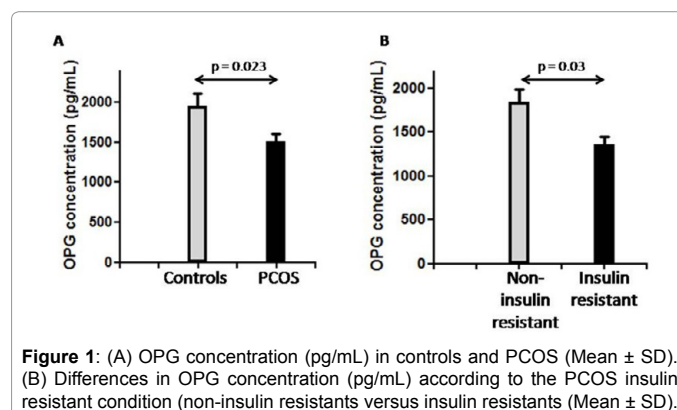 A
p = 0.023
OPG concentration (pg/mL)
2000
1500
1000
500
0
Controls PCOS
B
p = 0.03
OPG concentration (pg/mL)
2000
1500
1000
500
0
Non-insulin resistant
Insulin resistant
Figure 1: (A) OPG concentration (pg/mL) in controls and PCOS (Mean ± SD).
(B) Differences in OPG concentration (pg/mL) according to the PCOS insulin
resistant condition (non-insulin resistants versus insulin resistants (Mean ± SD).